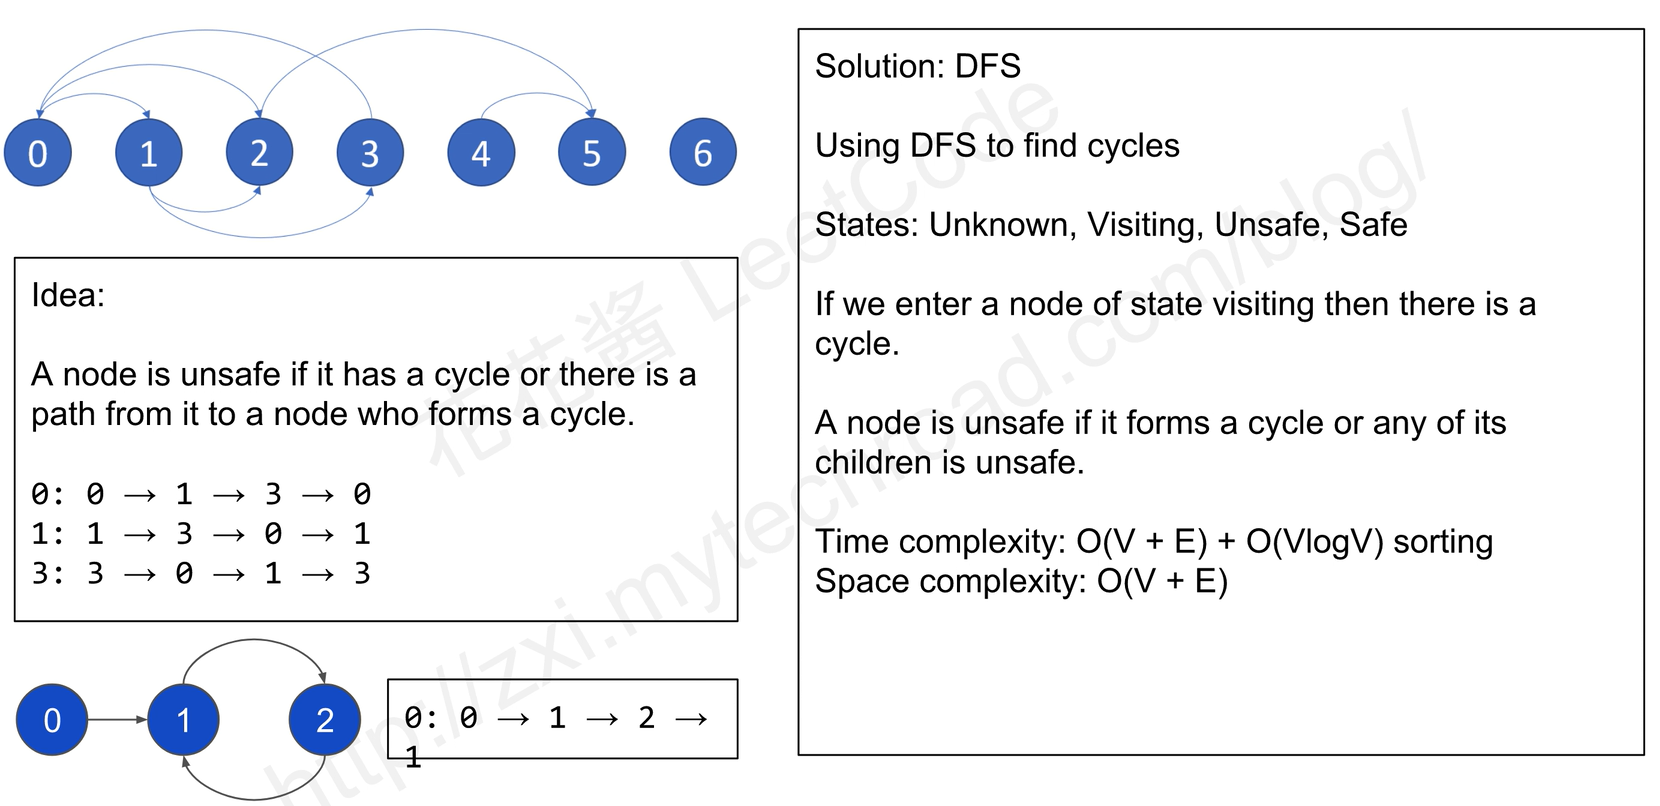 0 1 2 3 4 5 6
Idea:
A node is unsafe if it has a cycle or there is a
path from it to a node who forms a cycle.
0: 0 → 1 → 3 → 0
1: 1 → 3 → 0 → 1
3: 3 → 0 → 1 → 3
0 1 2
0: 0 → 1 → 2 →
1
Solution: DFS
Using DFS to find cycles
States: Unknown, Visiting, Unsafe, Safe
If we enter a node of state visiting then there is a
cycle.
A node is unsafe if it forms a cycle or any of its
children is unsafe.
Time complexity: O(V + E) + O(VlogV) sorting
Space complexity: O(V + E)
花花酱 LeetCode
http://zxi.mytechroad.com/blog/